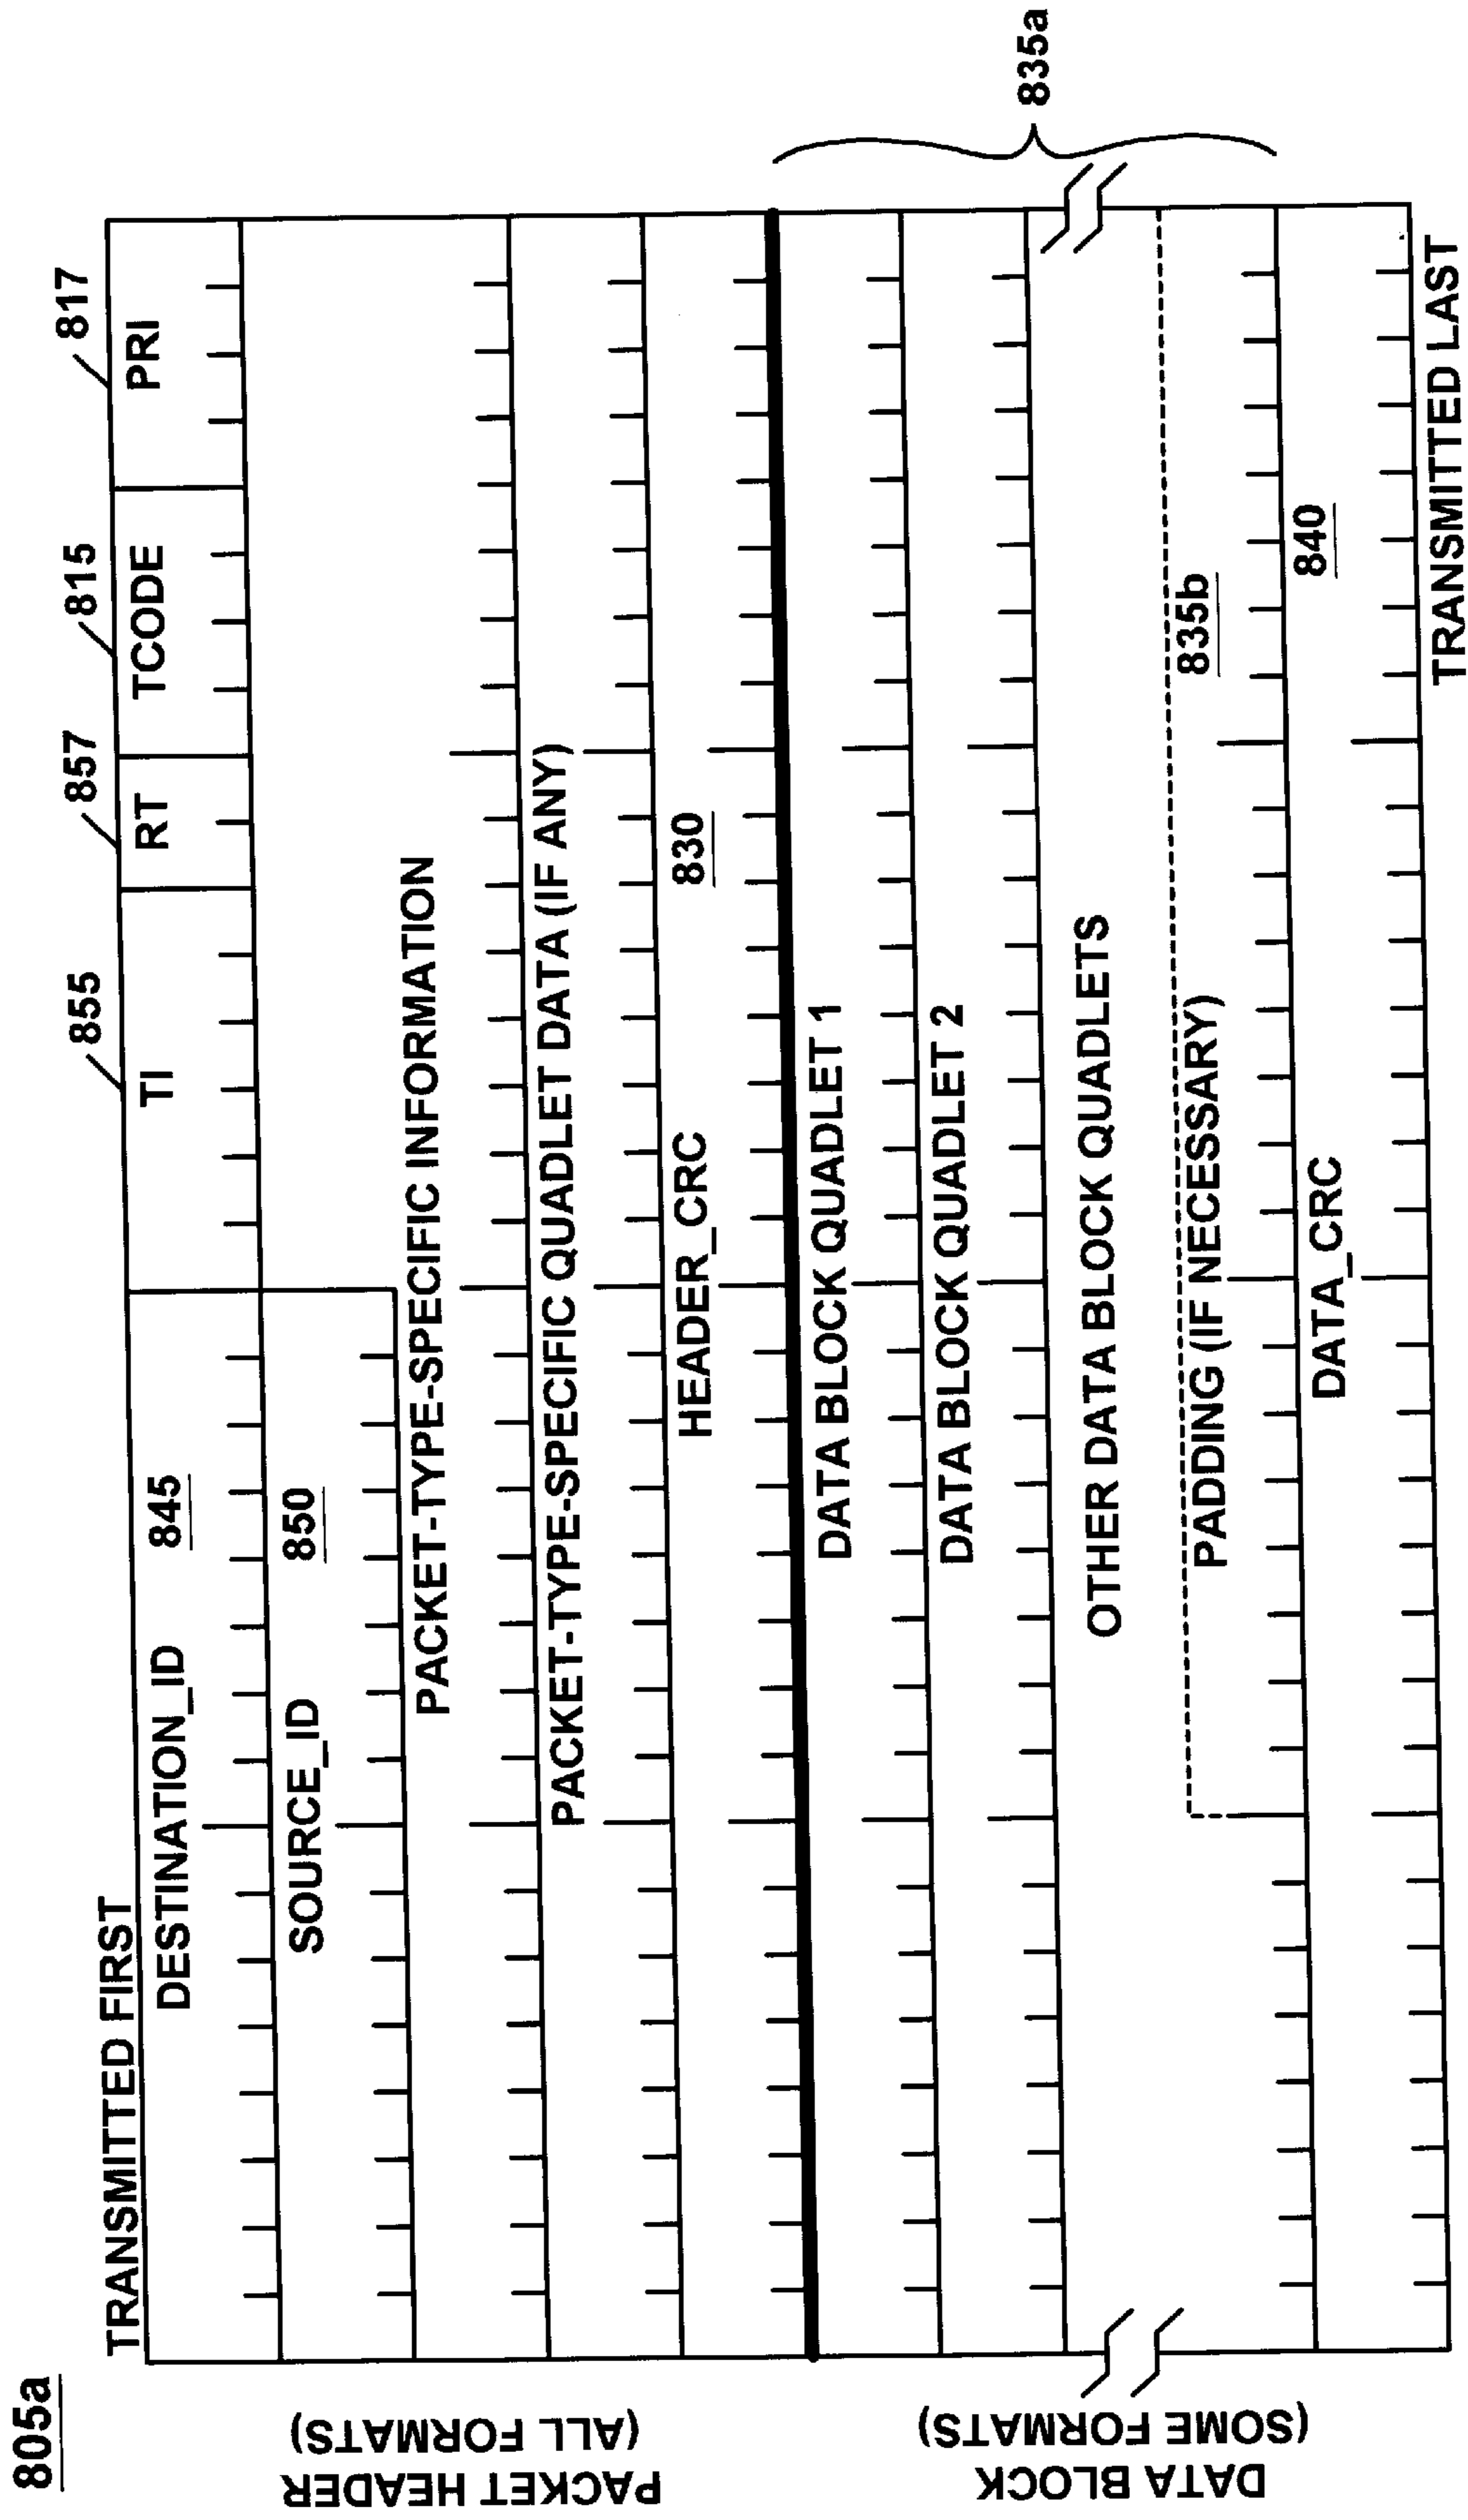 805a
TRANSMITTED FIRST
855
857
815
817
DESTINATION_ID 845
TI
RT
TCODE
PRI
SOURCE_ID 850
PACKET-TYPE-SPECIFIC INFORMATION
PACKET-TYPE-SPECIFIC QUADLET DATA (IF ANY)
HEADER_CRC 830
DATA BLOCK QUADLET 1
DATA BLOCK QUADLET 2
OTHER DATA BLOCK QUADLETS
PADDING (IF NECESSARY) 835b
DATA_CRC 840
TRANSMITTED LAST
835a
PACKET HEADER
(ALL FORMATS)
DATA BLOCK
(SOME FORMATS)